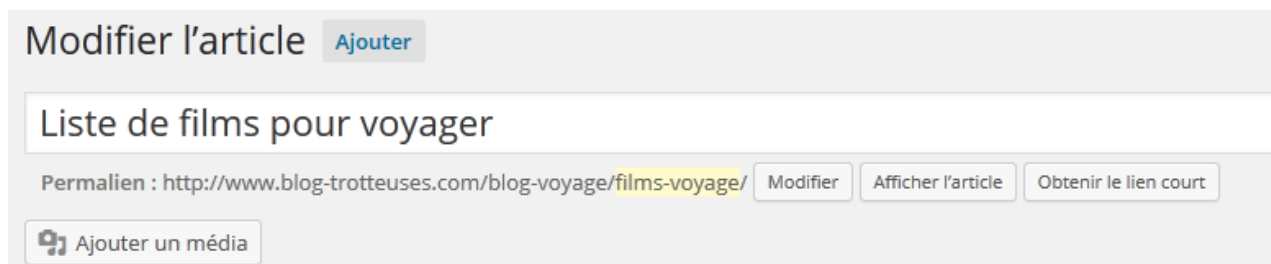 Modifier l'article Ajouter
Liste de films pour voyager
Permalien : http://www.blog-trotteuses.com/blog-voyage/films-voyage/ Modifier Afficher l'article Obtenir le lien court
Ajouter un média